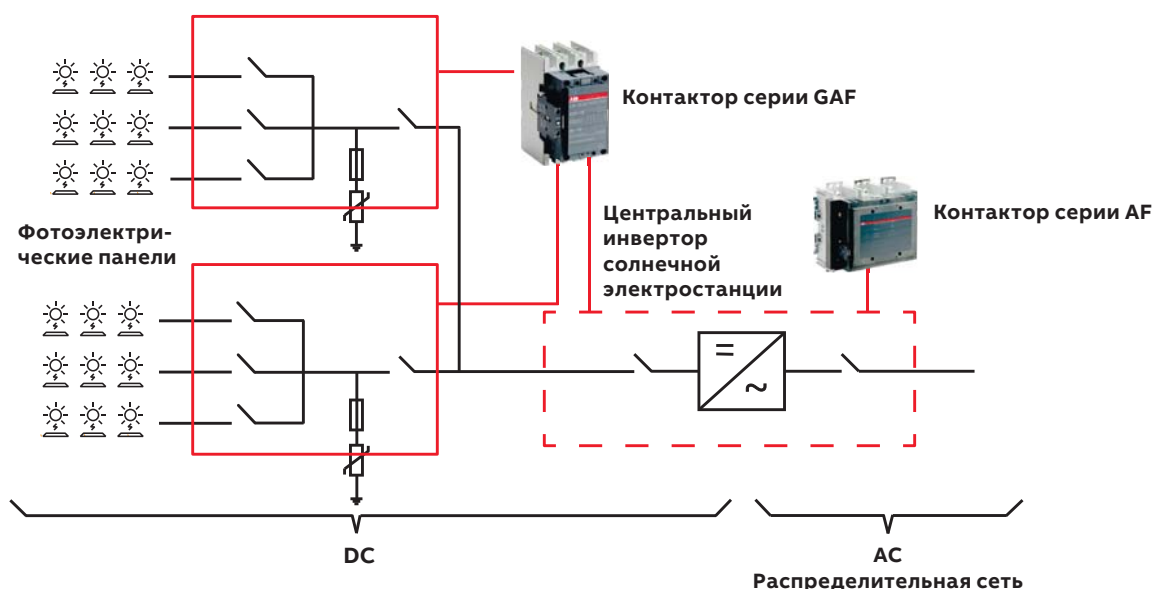 Контактор серии GAF
Контактор серии AF
Центральный
инвертор
солнечной
электростанции
Фотоэлектри-
ческие панели
DC
AC
Распределительная сеть